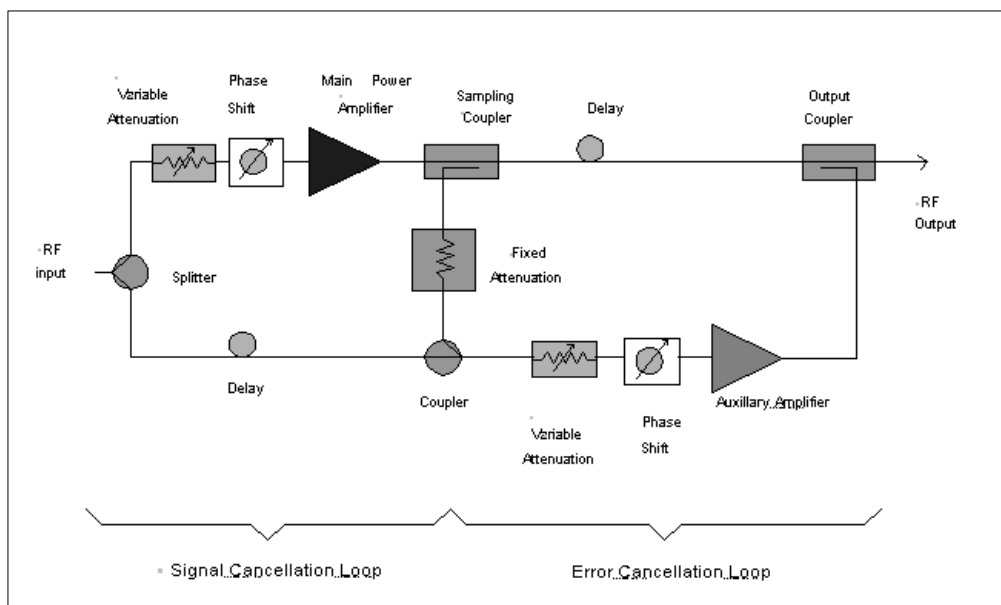 Variable
Attenuation
Phase
Shift
Main Power
Amplifier
Sampling
Coupler
Delay
Output
Coupler
RF
input
Splitter
Fixed
Attenuation
RF
Output
Delay
Coupler
Variable
Attenuation
Phase
Shift
Auxillary Amplifier
Signal Cancellation Loop
Error Cancellation Loop